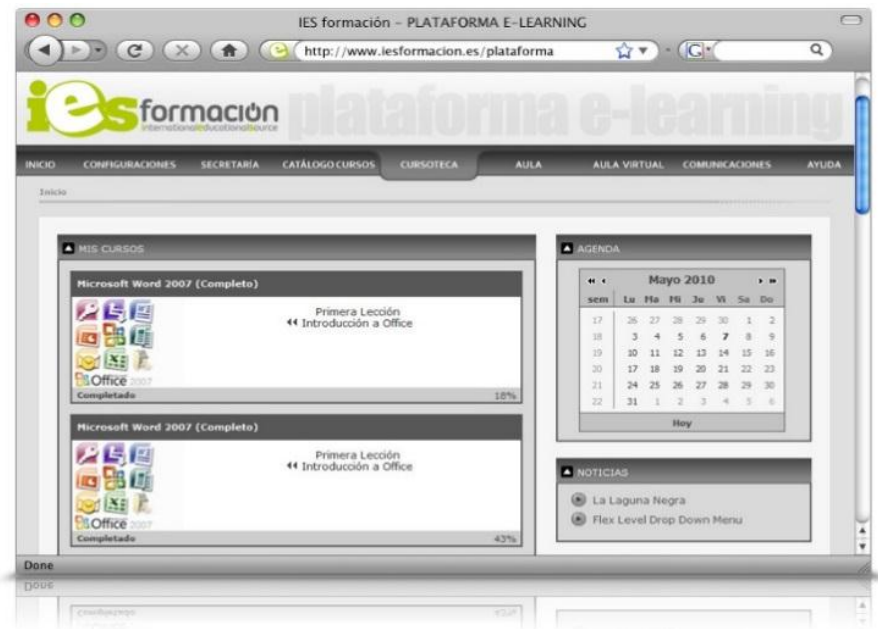 IES formación – PLATAFORMA E-LEARNING
http://www.iesformacion.es/plataforma
G
ies formación plataforma e-learning
internationaleducationalsource
INICIO CONFIGURACIONES SECRETARÍA CATÁLOGO CURSOS CURSOTECA AULA AULA VIRTUAL COMUNICACIONES AYUDA
Inicio
MIS CURSOS
Microsoft Word 2007 (Completo)
Primera Lección
Introducción a Office
Office 2007
Completado 18%
Microsoft Word 2007 (Completo)
Primera Lección
Introducción a Office
Office 2007
Completado 43%
AGENDA
Mayo 2010
sem Lu Ma Mi Ju Vi Sa Do
17 26 27 28 29 30 1 2
18 3 4 5 6 7 8 9
19 10 11 12 13 14 15 16
20 17 18 19 20 21 22 23
21 24 25 26 27 28 29 30
22 31 1 2 3 4 5 6
Hoy
NOTICIAS
La Laguna Negra
Flex Level Drop Down Menu
Done